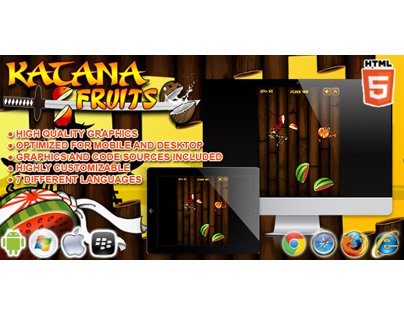 KATANA
FRUITS
HTML
5
● HIGH QUALITY GRAPHICS
● OPTIMIZED FOR MOBILE AND DESKTOP
● GRAPHICS AND CODE SOURCES INCLUDED
● HIGHLY CUSTOMIZABLE
● 7 DIFFERENT LANGUAGES